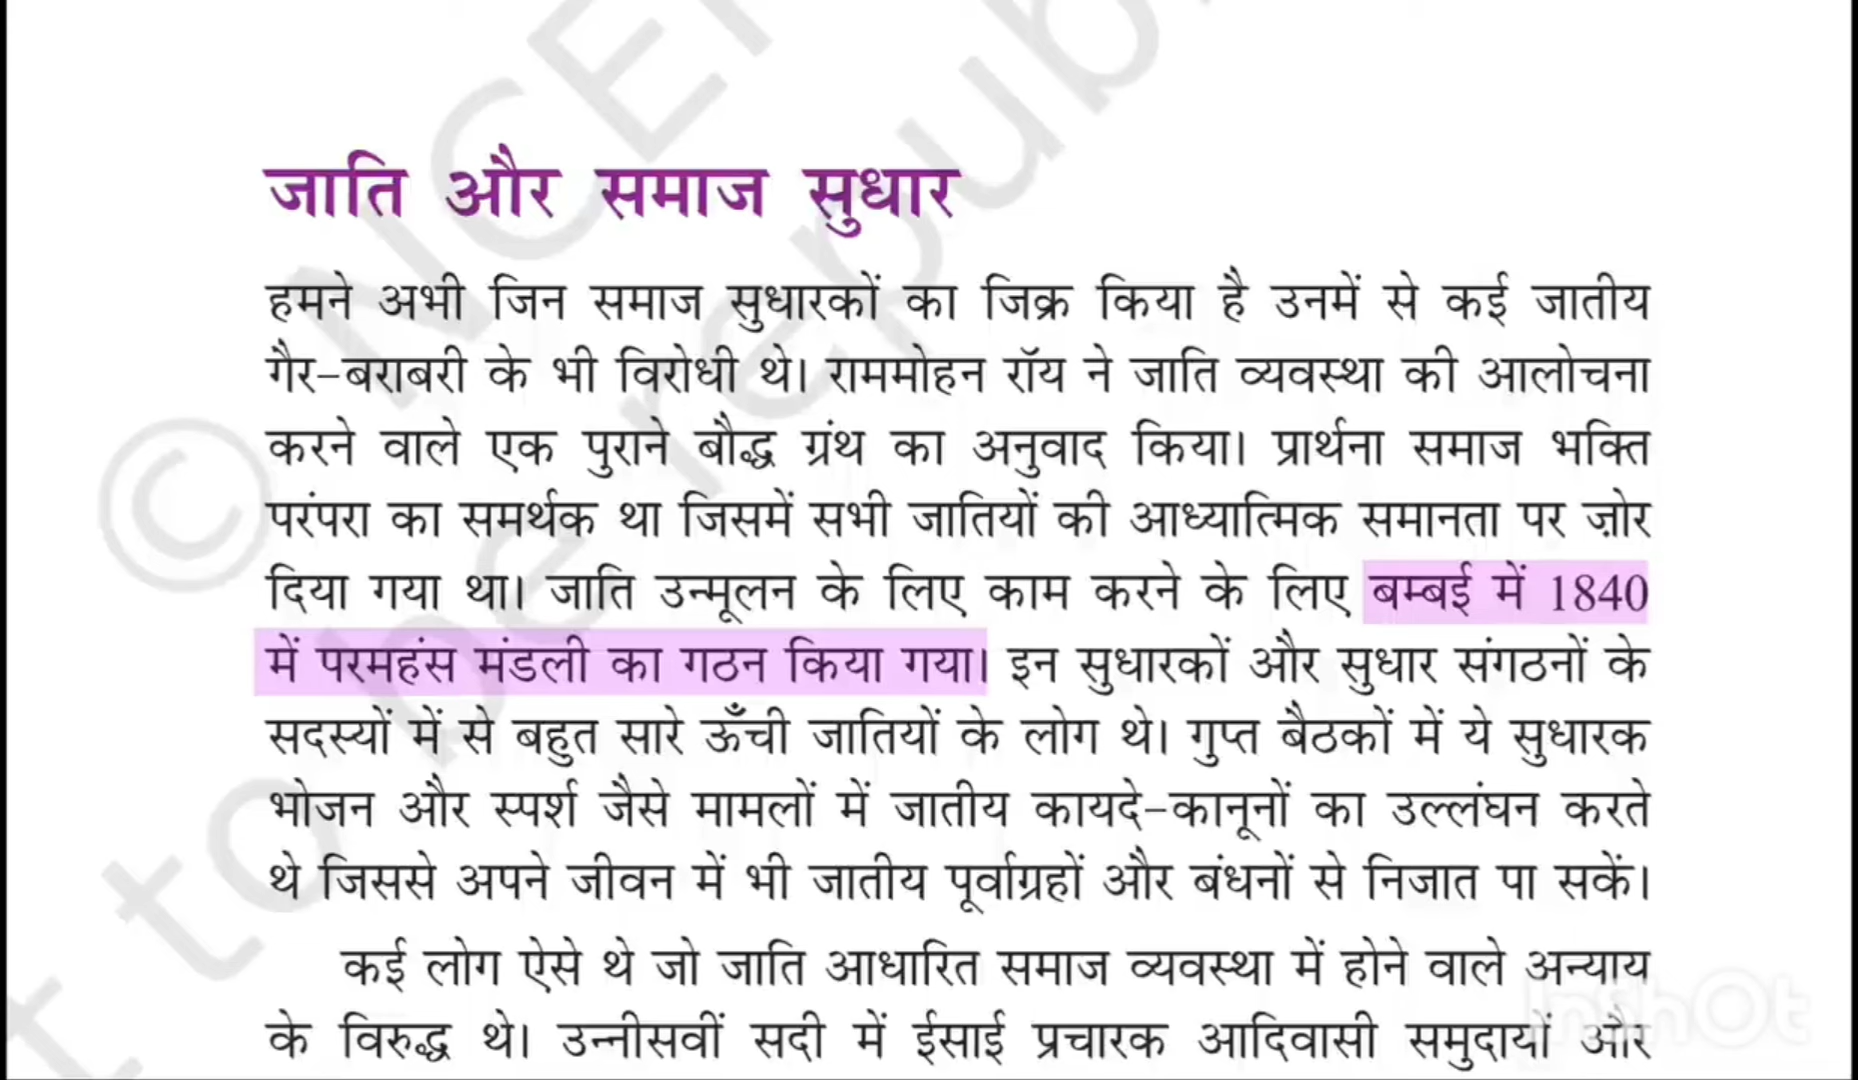 जाति और समाज सुधार
हमने अभी जिन समाज सुधारकों का जिक्र किया है उनमें से कई जातीय
गैर-बराबरी के भी विरोधी थे। राममोहन रॉय ने जाति व्यवस्था की आलोचना
करने वाले एक पुराने बौद्ध ग्रंथ का अनुवाद किया। प्रार्थना समाज भक्ति
परंपरा का समर्थक था जिसमें सभी जातियों की आध्यात्मिक समानता पर ज़ोर
दिया गया था। जाति उन्मूलन के लिए काम करने के लिए बम्बई में 1840
में परमहंस मंडली का गठन किया गया। इन सुधारकों और सुधार संगठनों के
सदस्यों में से बहुत सारे ऊँची जातियों के लोग थे। गुप्त बैठकों में ये सुधारक
भोजन और स्पर्श जैसे मामलों में जातीय कायदे-कानूनों का उल्लंघन करते
थे जिससे अपने जीवन में भी जातीय पूर्वाग्रहों और बंधनों से निजात पा सकें।
कई लोग ऐसे थे जो जाति आधारित समाज व्यवस्था में होने वाले अन्याय
के विरुद्ध थे। उन्नीसवीं सदी में ईसाई प्रचारक आदिवासी समुदायों और
InShOt